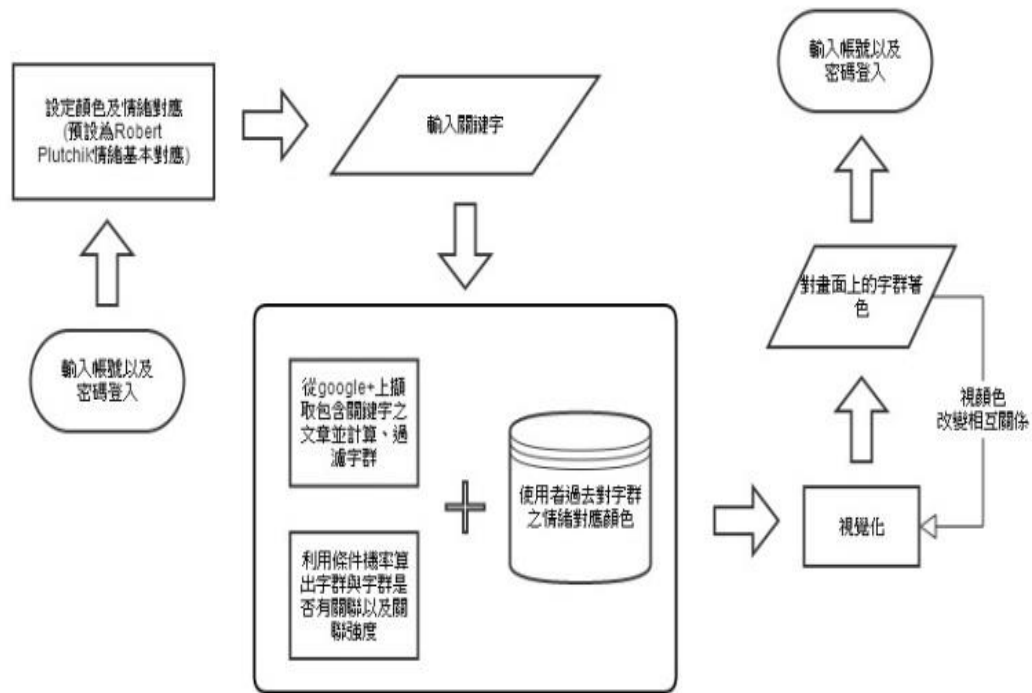 輸入帳號以及
密碼登入
設定顏色及情緒對應
(預設為Robert
Plutchik情緒基本對應)
輸入關鍵字
從google+上擷
取包含關鍵字之
文章並計算、過
濾字群
利用條件機率算
出字群與字群是
否有關聯以及關
聯強度
使用者過去對字群
之情緒對應顏色
視覺化
對畫面上的字群著
色
視顏色
改變相互關係
輸入帳號以及
密碼登入